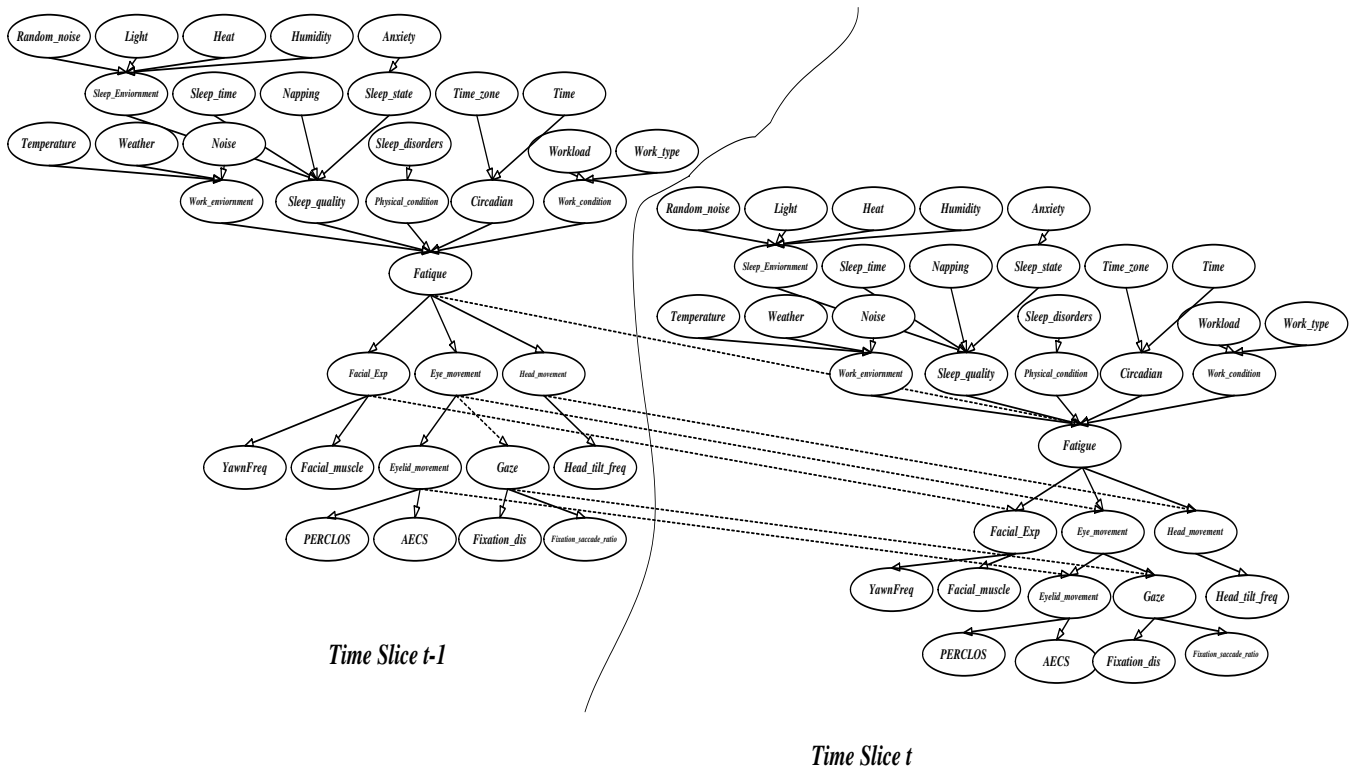 Random_noise Light Heat Humidity Anxiety
Sleep_Enviornment Sleep_time Napping Sleep_state Time_zone Time
Temperature Weather Noise Sleep_disorders Workload Work_type
Work_enviornment Sleep_quality Physical_condition Circadian Work_condition
Fatique
Facial_Exp Eye_movement Head_movement
YawnFreq Facial_muscle Eyelid_movement Gaze Head_tilt_freq
PERCLOS AECS Fixation_dis Fixation_saccade_ratio
Time Slice t-1
Random_noise Light Heat Humidity Anxiety
Sleep_Enviornment Sleep_time Napping Sleep_state Time_zone Time
Temperature Weather Noise Sleep_disorders Workload Work_type
Work_enviornment Sleep_quality Physical_condition Circadian Work_condition
Fatigue
Facial_Exp Eye_movement Head_movement
YawnFreq Facial_muscle Eyelid_movement Gaze Head_tilt_freq
PERCLOS AECS Fixation_dis Fixation_saccade_ratio
Time Slice t